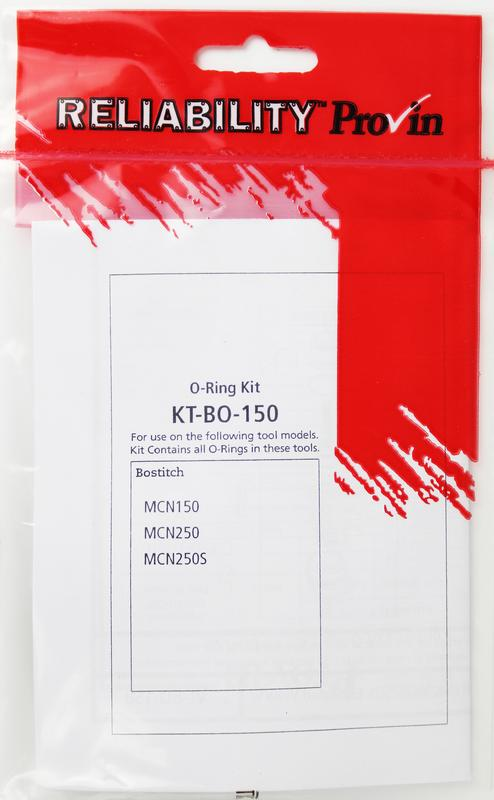 RELIABILITY™ Provin
O-Ring Kit
KT-BO-150
For use on the following tool models.
Kit Contains all O-Rings in these tools.
Bostitch
MCN150
MCN250
MCN250S